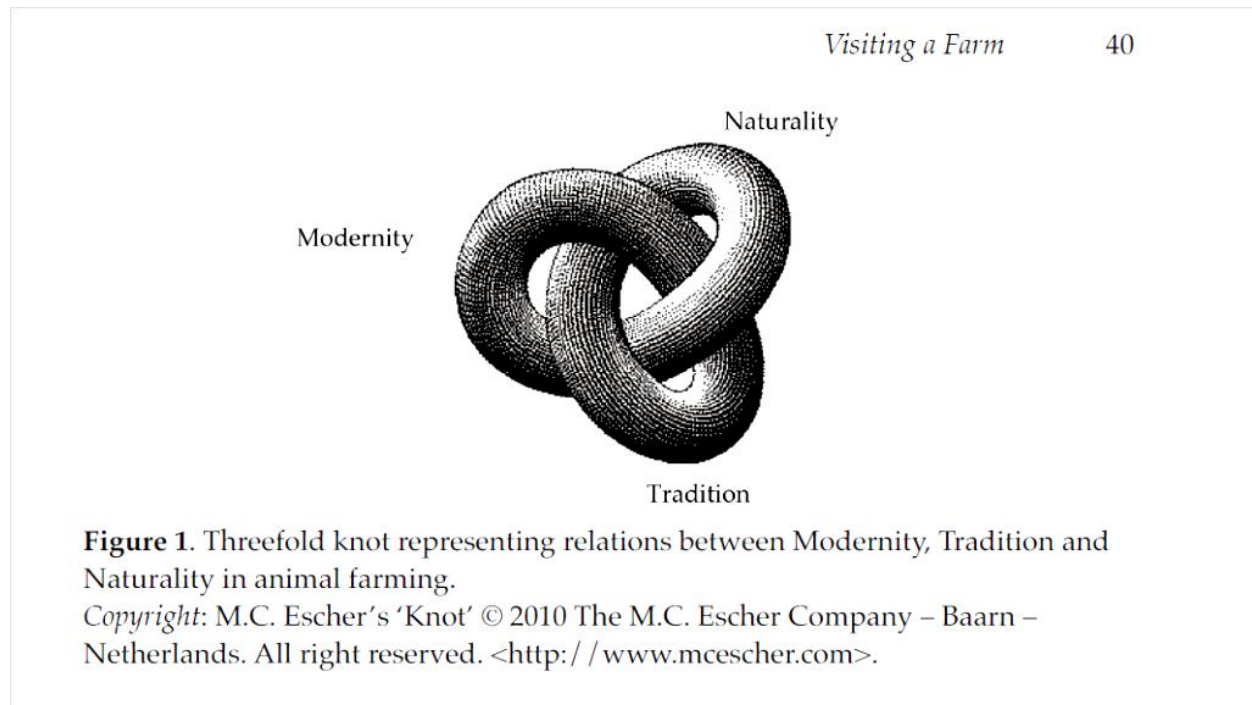 Visiting a Farm 40
Naturality
Modernity
Tradition
Figure 1. Threefold knot representing relations between Modernity, Tradition and
Naturality in animal farming.
Copyright: M.C. Escher's 'Knot' © 2010 The M.C. Escher Company – Baarn –
Netherlands. All right reserved. <http://www.mcescher.com>.